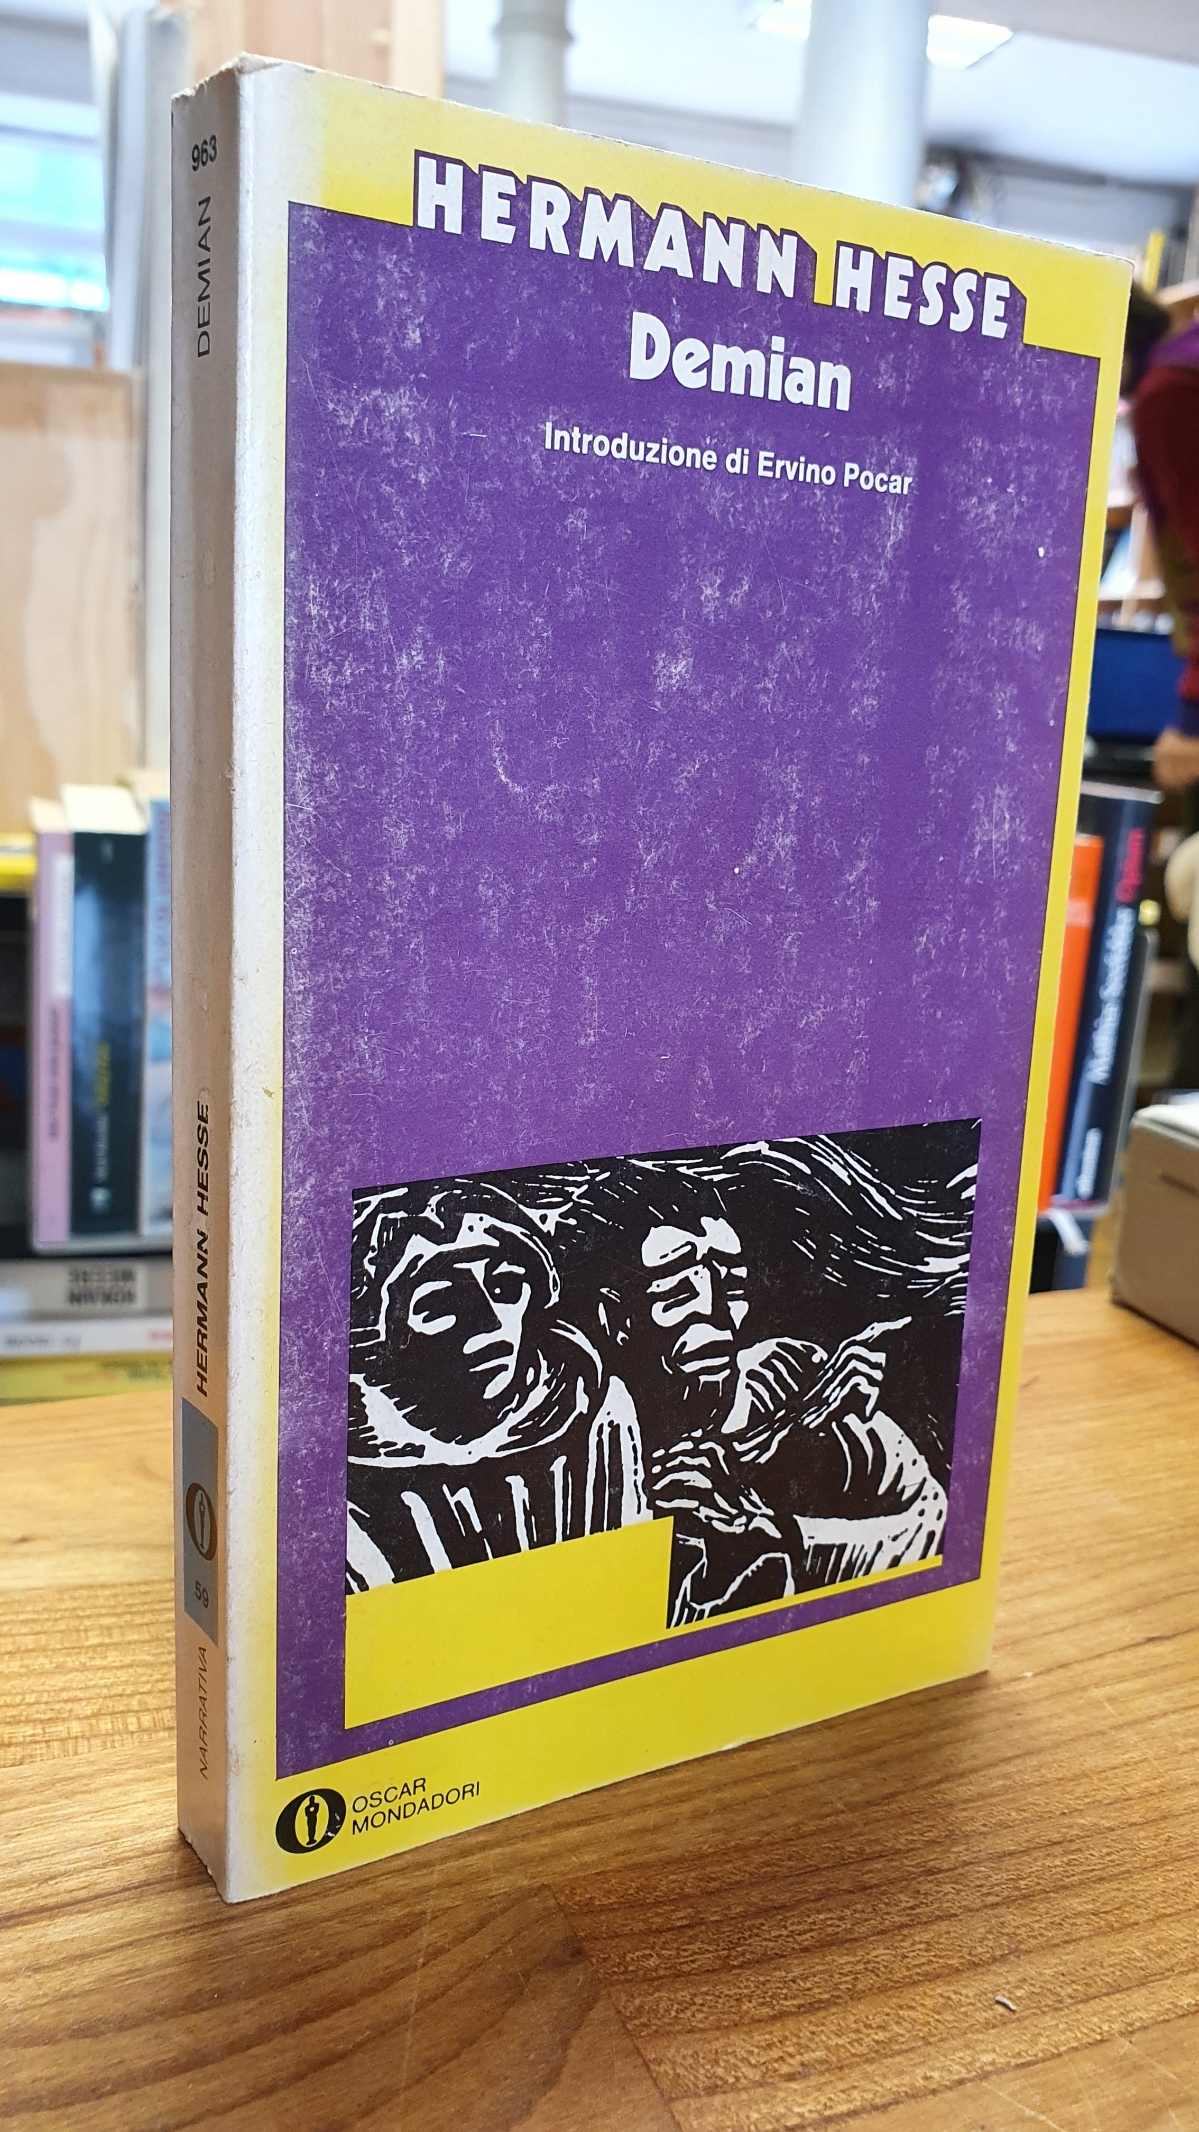 963
DEMIAN
HERMANN HESSE
59
NARRATIVA
HERMANN HESSE
Demian
Introduzione di Ervino Pocar
OSCAR
MONDADORI